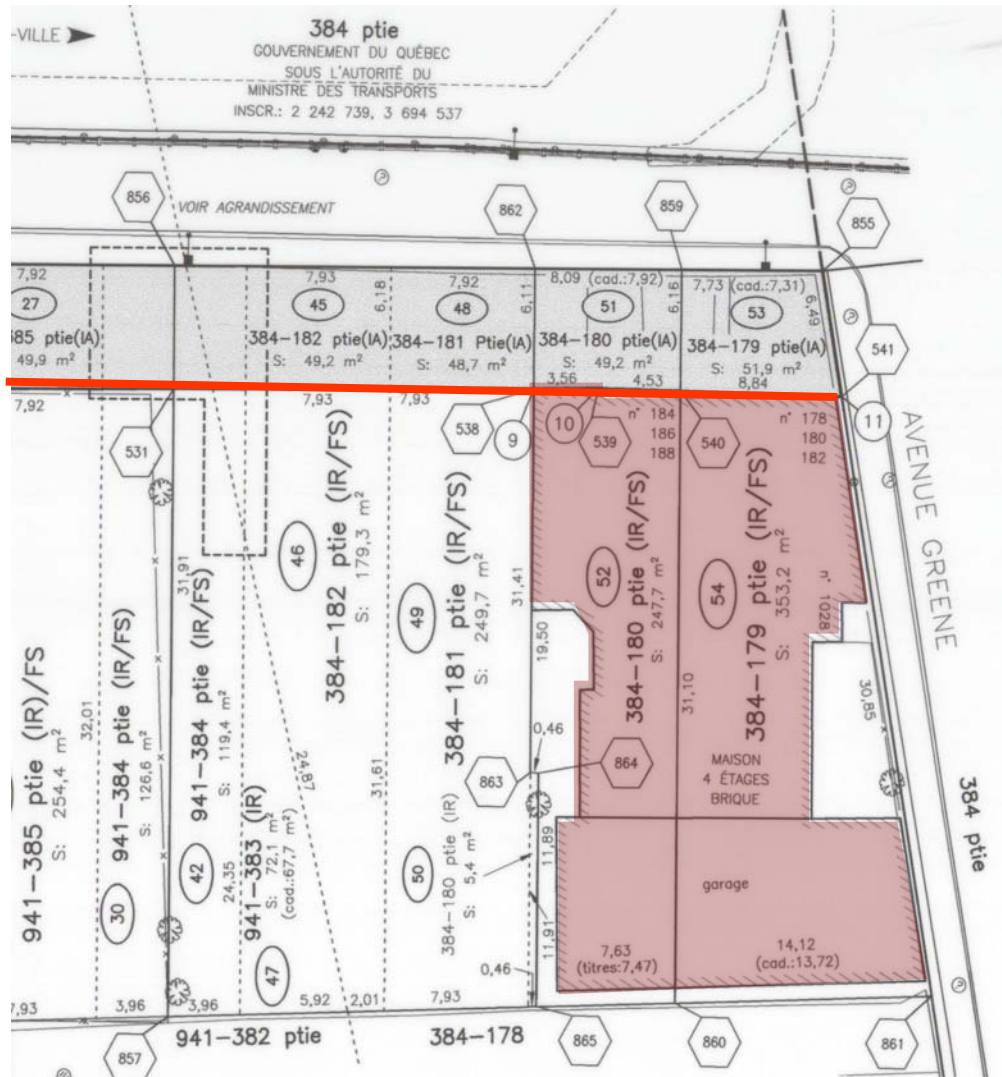 -VILLE
384 ptie
GOUVERNEMENT DU QUÉBEC
SOUS L'AUTORITÉ DU
MINISTRE DES TRANSPORTS
INSCR.: 2 242 739, 3 694 537
856
VOIR AGRANDISSEMENT
862
859
855
7,92
7,93
7,92
8,09 (cad.:7,92)
7,73 (cad.:7,31)
27
45
6,18
48
6,11
51
6,16
53
6,49
385 ptie(IA)
384-182 ptie(IA)
384-181 Ptie(IA)
384-180 ptie(IA)
384-179 ptie(IA)
49,9 m²
S: 49,2 m²
S: 48,7 m²
S: 49,2 m²
S: 51,9 m²
3,56
4,53
8,84
541
7,92
7,93
7,93
531
538
9
10
539
540
11
n° 184
186
188
n° 178
180
182
AVENUE GREENE
n° 1028
941-385 ptie (IR)/FS
S: 254,4 m²
32,01
30
941-384 ptie (IR/FS)
S: 126,6 m²
31,91
42
941-384 ptie (IR/FS)
S: 119,4 m²
24,35
941-383 (IR)
S: 72,1 m²
(cad.:67,7 m²)
47
24,87
46
384-182 ptie (IR/FS)
S: 179,3 m²
31,61
49
384-181 ptie (IR/FS)
S: 249,7 m²
50
384-180 ptie (IR)
S: 5,4 m²
31,41
19,50
0,46
863
864
11,89
11,91
0,46
52
384-180 ptie (IR/FS)
S: 247,7 m²
31,10
54
384-179 ptie (IR/FS)
S: 353,2 m²
30,85
MAISON
4 ÉTAGES
BRIQUE
garage
7,63
(titres:7,47)
14,12
(cad.:13,72)
384 ptie
7,93
3,96
3,96
5,92
2,01
7,93
941-382 ptie
384-178
857
865
860
861